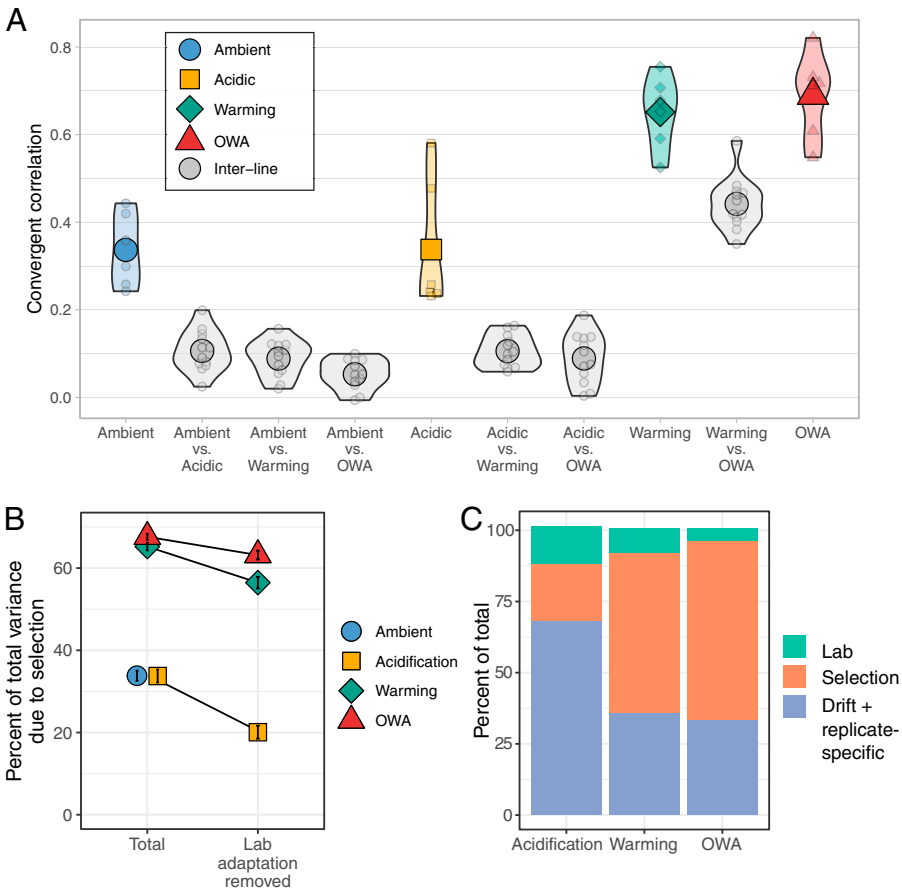 A
Convergent correlation
0.8
0.6
0.4
0.2
0.0
Ambient
Acidic
Warming
OWA
Inter−line
Ambient
Ambient
vs.
Acidic
Ambient
vs.
Warming
Ambient
vs.
OWA
Acidic
Acidic
vs.
Warming
Acidic
vs.
OWA
Warming
Warming
vs.
OWA
OWA
B
Percent of total variance
due to selection
60
40
20
0
Total
Lab
adaptation
removed
Ambient
Acidification
Warming
OWA
C
Percent of total
100
75
50
25
0
Acidification
Warming
OWA
Lab
Selection
Drift +
replicate-
specific